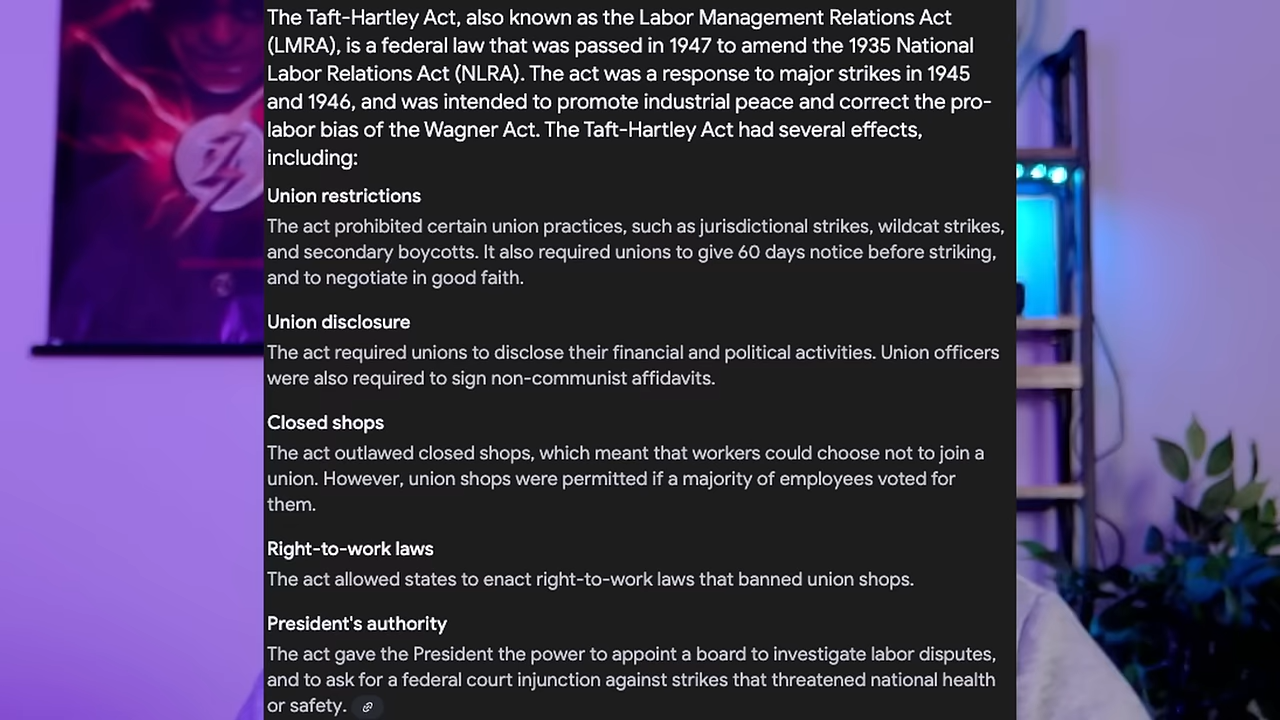 The Taft-Hartley Act, also known as the Labor Management Relations Act
(LMRA), is a federal law that was passed in 1947 to amend the 1935 National
Labor Relations Act (NLRA). The act was a response to major strikes in 1945
and 1946, and was intended to promote industrial peace and correct the pro-
labor bias of the Wagner Act. The Taft-Hartley Act had several effects,
including:
Union restrictions
The act prohibited certain union practices, such as jurisdictional strikes, wildcat strikes,
and secondary boycotts. It also required unions to give 60 days notice before striking,
and to negotiate in good faith.
Union disclosure
The act required unions to disclose their financial and political activities. Union officers
were also required to sign non-communist affidavits.
Closed shops
The act outlawed closed shops, which meant that workers could choose not to join a
union. However, union shops were permitted if a majority of employees voted for
them.
Right-to-work laws
The act allowed states to enact right-to-work laws that banned union shops.
President's authority
The act gave the President the power to appoint a board to investigate labor disputes,
and to ask for a federal court injunction against strikes that threatened national health
or safety.